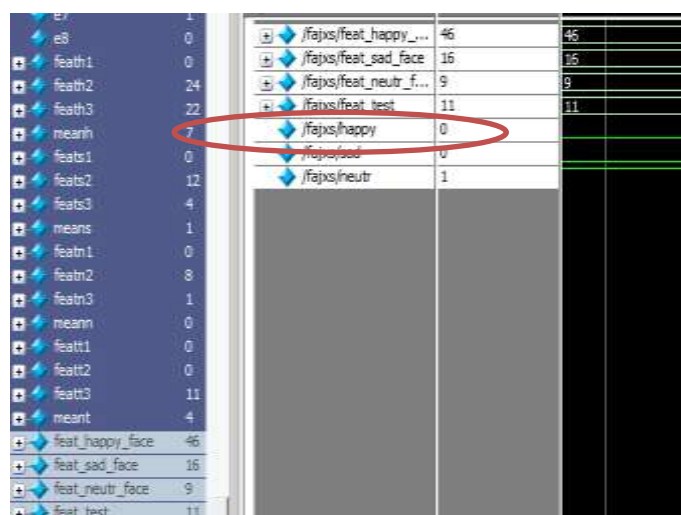 e7 1
e8 0
feath1 0
feath2 24
feath3 22
meanh 7
feats1 0
feats2 12
feats3 4
means 1
featn1 0
featn2 8
featn3 1
meann 0
featt1 0
featt2 0
featt3 11
meant 4
feat_happy_face 46
feat_sad_face 16
feat_neutr_face 9
feat_test 11
/fajxs/feat_happy_... 46 46
/fajxs/feat_sad_face 16 16
/fajxs/feat_neutr_f... 9 9
/fajxs/feat_test 11 11
/fajxs/happy 0
/fajxs/sad 0
/fajxs/neutr 1